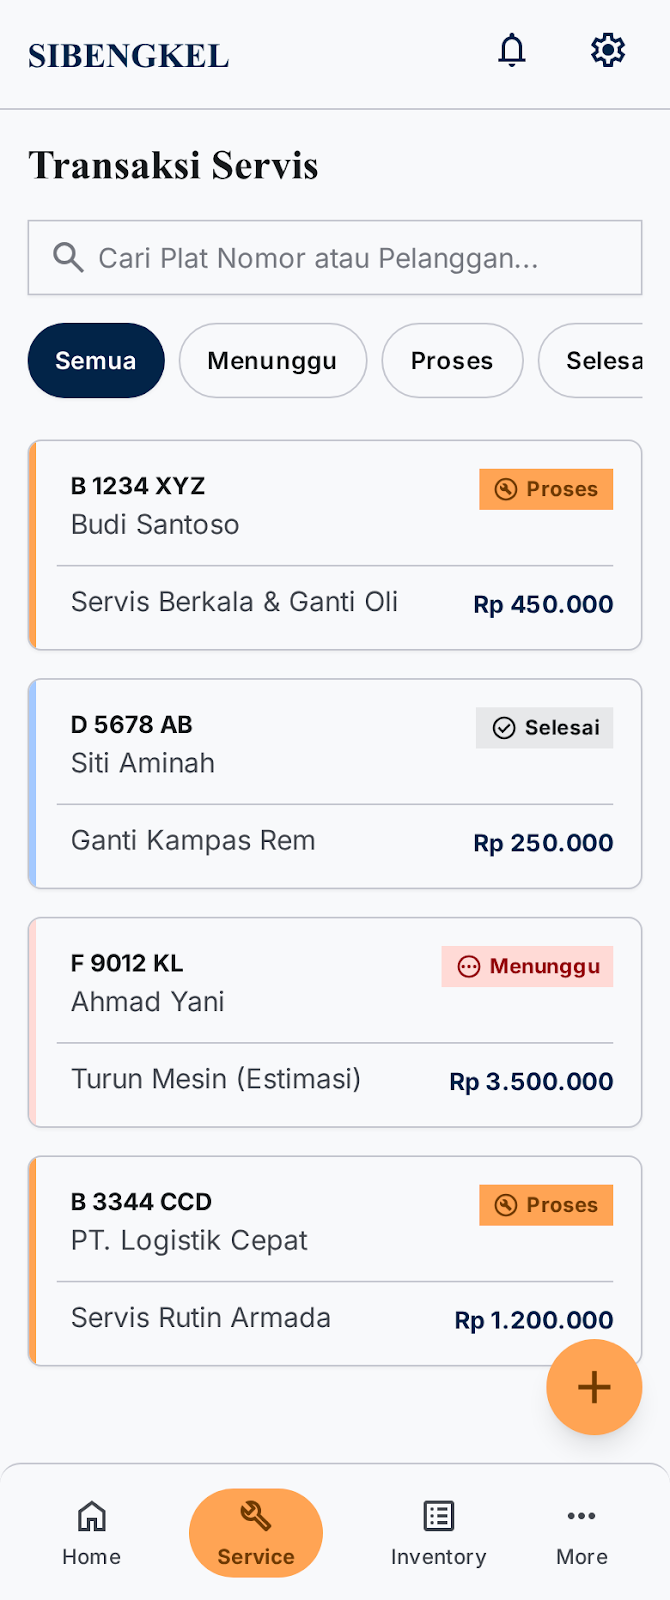 SIBENGKEL
Transaksi Servis
Cari Plat Nomor atau Pelanggan...
Semua
Menunggu
Proses
Selesa
B 1234 XYZ
Proses
Budi Santoso
Servis Berkala & Ganti Oli
Rp 450.000
D 5678 AB
Selesai
Siti Aminah
Ganti Kampas Rem
Rp 250.000
F 9012 KL
Menunggu
Ahmad Yani
Turun Mesin (Estimasi)
Rp 3.500.000
B 3344 CCD
Proses
PT. Logistik Cepat
Servis Rutin Armada
Rp 1.200.000
Home
Service
Inventory
More